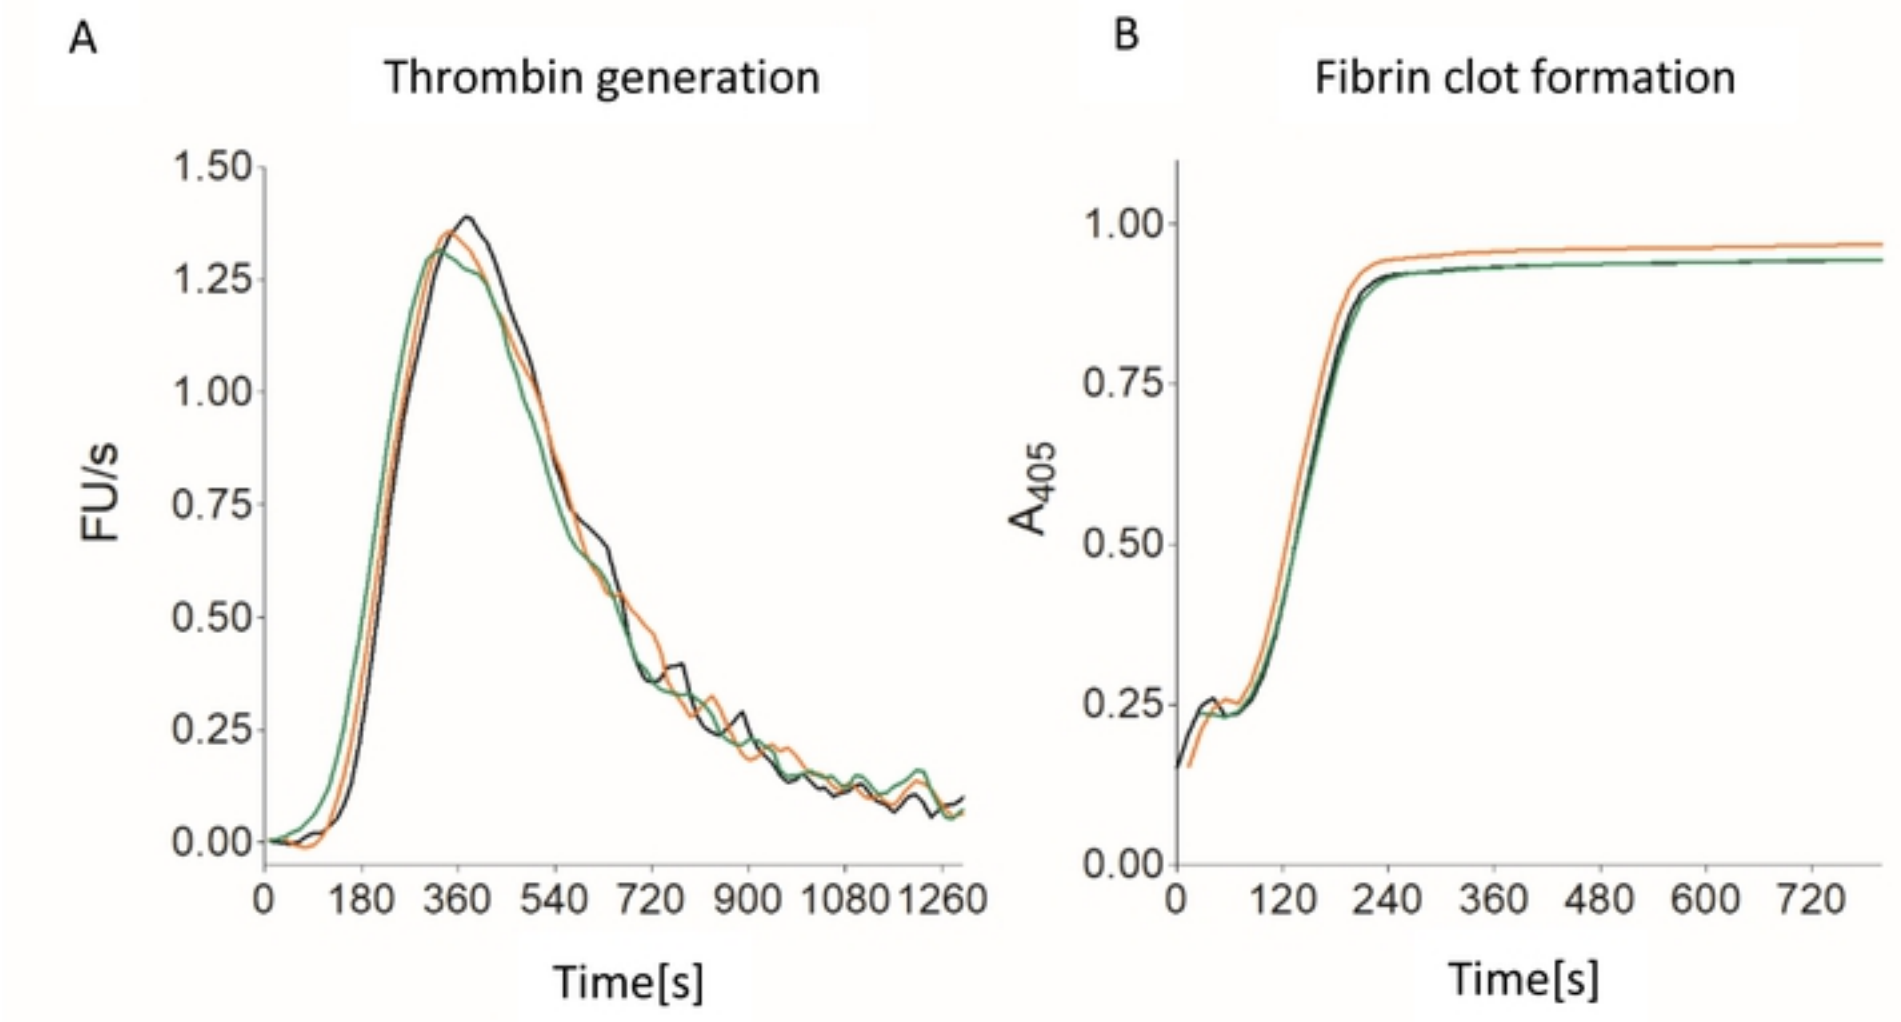 A
Thrombin generation
1.50
1.25
1.00
0.75
0.50
0.25
0.00
FU/s
0 180 360 540 720 900 1080 1260
Time[s]
B
Fibrin clot formation
1.00
0.75
0.50
0.25
0.00
A405
0 120 240 360 480 600 720
Time[s]